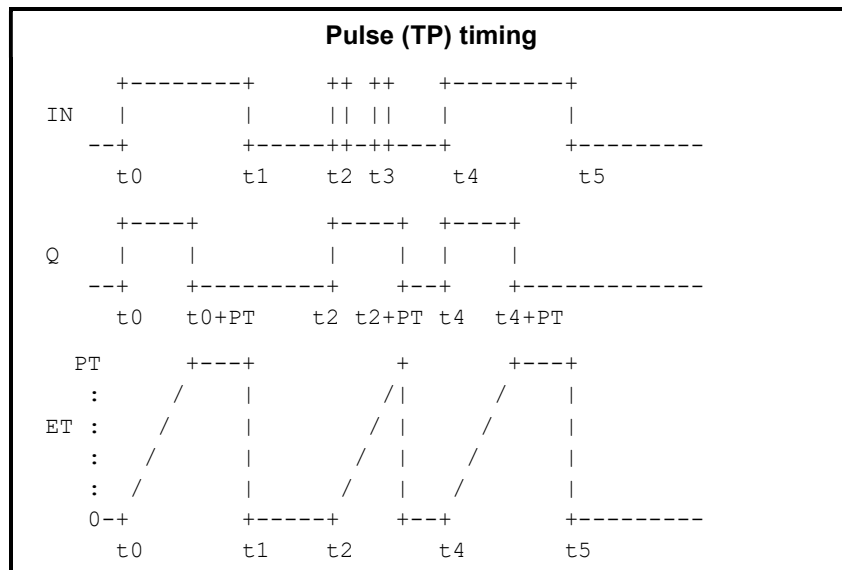 Pulse (TP) timing
     +--------+     ++ ++    +--------+
IN   |        |     || ||    |        |
   --+        +-----++-++---+        +---------
     t0       t1    t2 t3    t4       t5
     +----+         +----+  +----+
Q    |    |         |    |  |    |
   --+    +---------+    +--+    +-------------
     t0   t0+PT     t2 t2+PT t4  t4+PT
  PT      +---+          +       +---+
   :     /    |         /|      /    |
ET :    /     |        / |     /     |
   :   /      |       /  |    /      |
   :  /       |      /   |   /       |
   0-+        +-----+    +--+        +---------
     t0       t1    t2      t4       t5